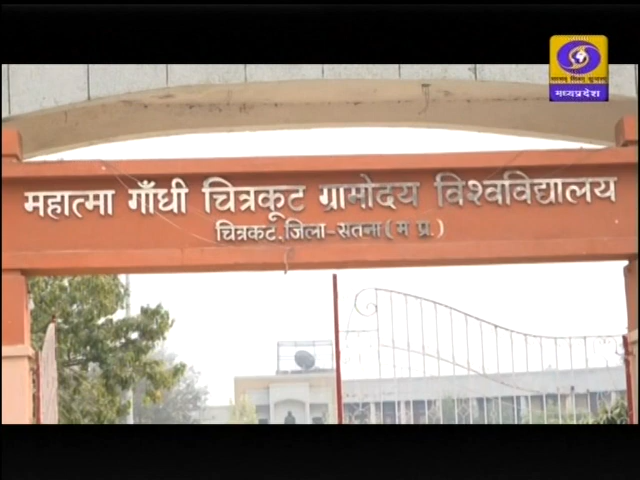 मध्यप्रदेश
महात्मा गाँधी चित्रकूट ग्रामोदय विश्वविद्यालय
चित्रकूट, जिला-सतना (म प्र.)